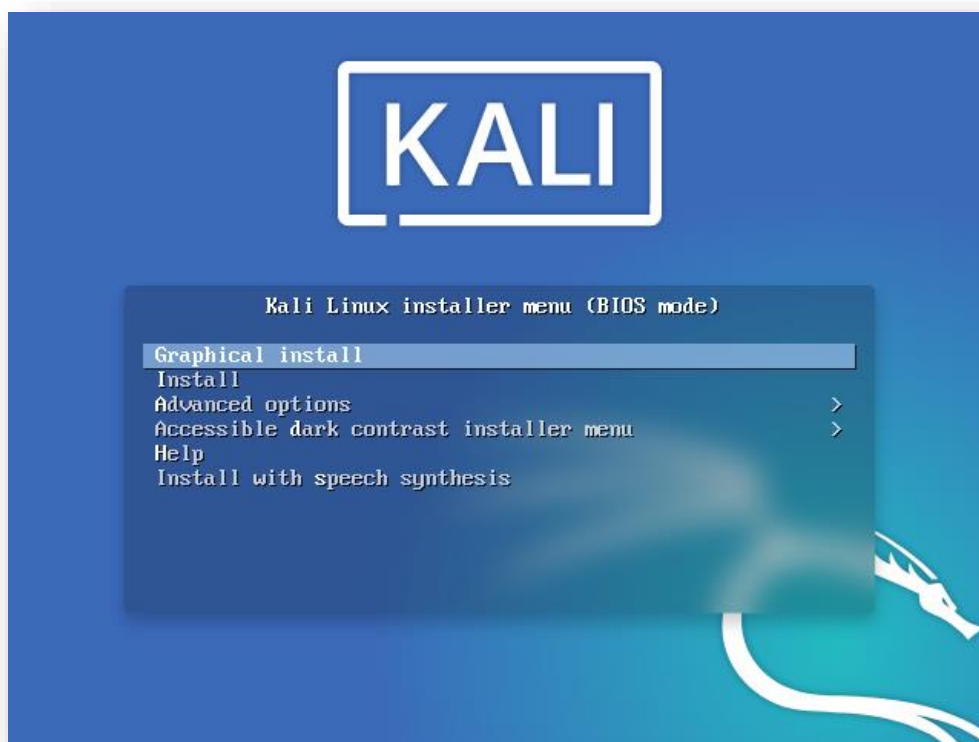 KALI
Kali Linux installer menu (BIOS mode)
Graphical install
Install
Advanced options >
Accessible dark contrast installer menu >
Help
Install with speech synthesis